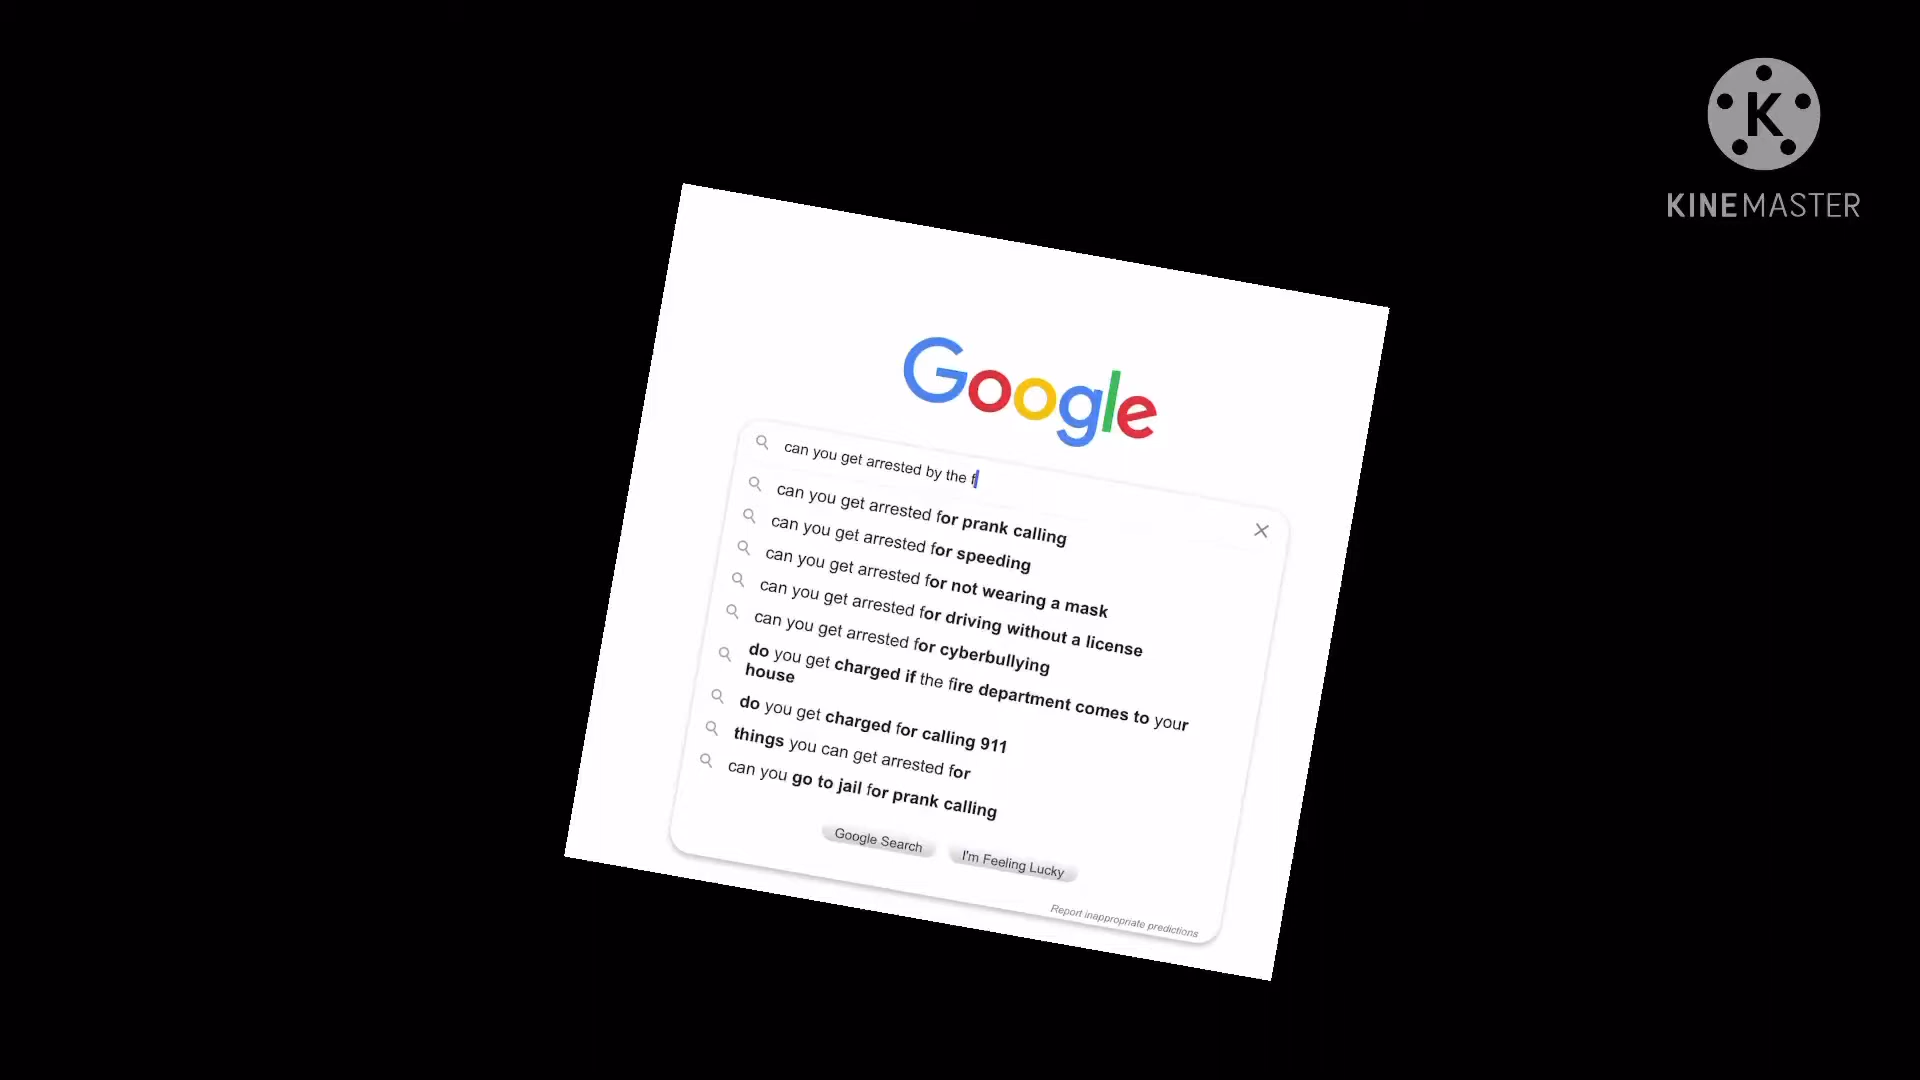 K
KINEMASTER
Google
can you get arrested by the f
can you get arrested for prank calling
can you get arrested for speeding
can you get arrested for not wearing a mask
can you get arrested for driving without a license
can you get arrested for cyberbullying
do you get charged if the fire department comes to your
house
do you get charged for calling 911
things you can get arrested for
can you go to jail for prank calling
Google Search
I'm Feeling Lucky
Report inappropriate predictions